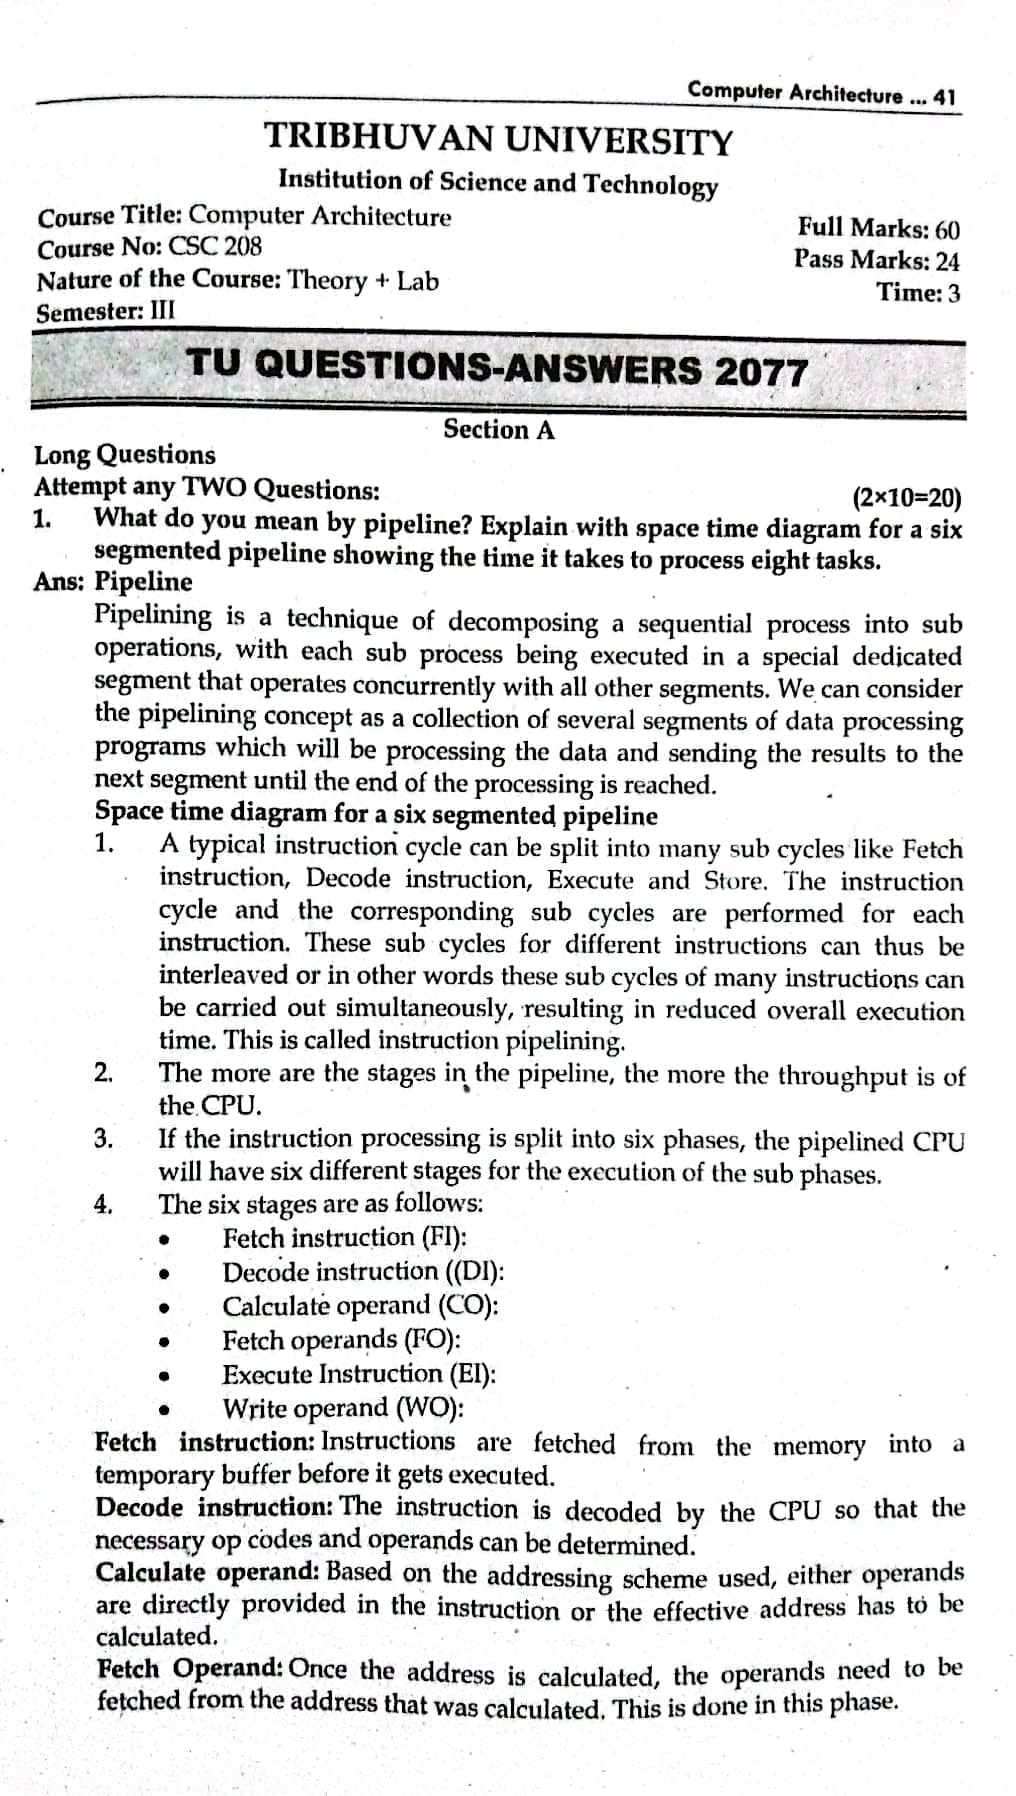 Computer Architecture ... 41
TRIBHUVAN UNIVERSITY
Institution of Science and Technology
Course Title: Computer Architecture
Full Marks: 60
Course No: CSC 208
Pass Marks: 24
Nature of the Course: Theory + Lab
Time: 3
Semester: III
TU QUESTIONS-ANSWERS 2077
Section A
Long Questions
Attempt any TWO Questions: (2×10=20)
1. What do you mean by pipeline? Explain with space time diagram for a six
segmented pipeline showing the time it takes to process eight tasks.
Ans: Pipeline
Pipelining is a technique of decomposing a sequential process into sub
operations, with each sub process being executed in a special dedicated
segment that operates concurrently with all other segments. We can consider
the pipelining concept as a collection of several segments of data processing
programs which will be processing the data and sending the results to the
next segment until the end of the processing is reached.
Space time diagram for a six segmented pipeline
1. A typical instruction cycle can be split into many sub cycles like Fetch
instruction, Decode instruction, Execute and Store. The instruction
cycle and the corresponding sub cycles are performed for each
instruction. These sub cycles for different instructions can thus be
interleaved or in other words these sub cycles of many instructions can
be carried out simultaneously, resulting in reduced overall execution
time. This is called instruction pipelining.
2. The more are the stages in the pipeline, the more the throughput is of
the CPU.
3. If the instruction processing is split into six phases, the pipelined CPU
will have six different stages for the execution of the sub phases.
4. The six stages are as follows:
• Fetch instruction (FI):
• Decode instruction ((DI):
• Calculate operand (CO):
• Fetch operands (FO):
• Execute Instruction (EI):
• Write operand (WO):
Fetch instruction: Instructions are fetched from the memory into a
temporary buffer before it gets executed.
Decode instruction: The instruction is decoded by the CPU so that the
necessary op codes and operands can be determined.
Calculate operand: Based on the addressing scheme used, either operands
are directly provided in the instruction or the effective address has to be
calculated.
Fetch Operand: Once the address is calculated, the operands need to be
fetched from the address that was calculated. This is done in this phase.